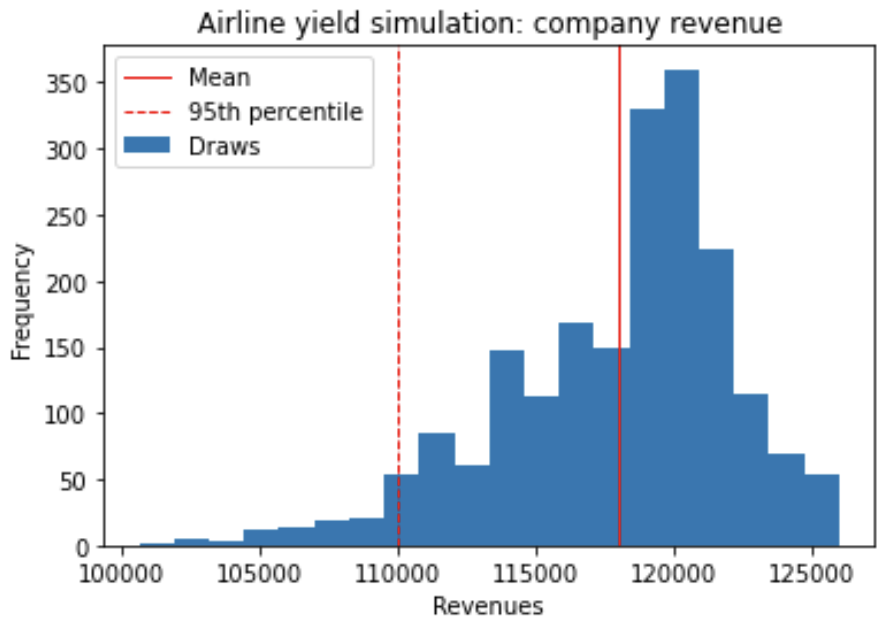 Airline yield simulation: company revenue
Mean
95th percentile
Draws
350
300
250
200
150
100
50
0
Frequency
100000 105000 110000 115000 120000 125000
Revenues